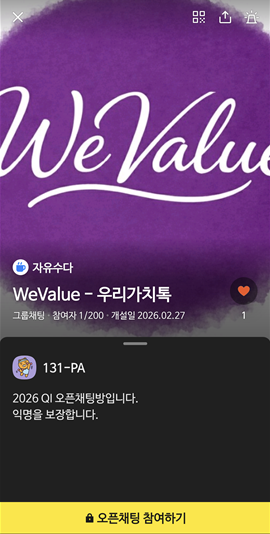 WeValue
자유수다
WeValue - 우리가치톡
그룹채팅 · 참여자 1/200 · 개설일 2026.02.27
1
131-PA
2026 QI 오픈채팅방입니다.
익명을 보장합니다.
오픈채팅 참여하기